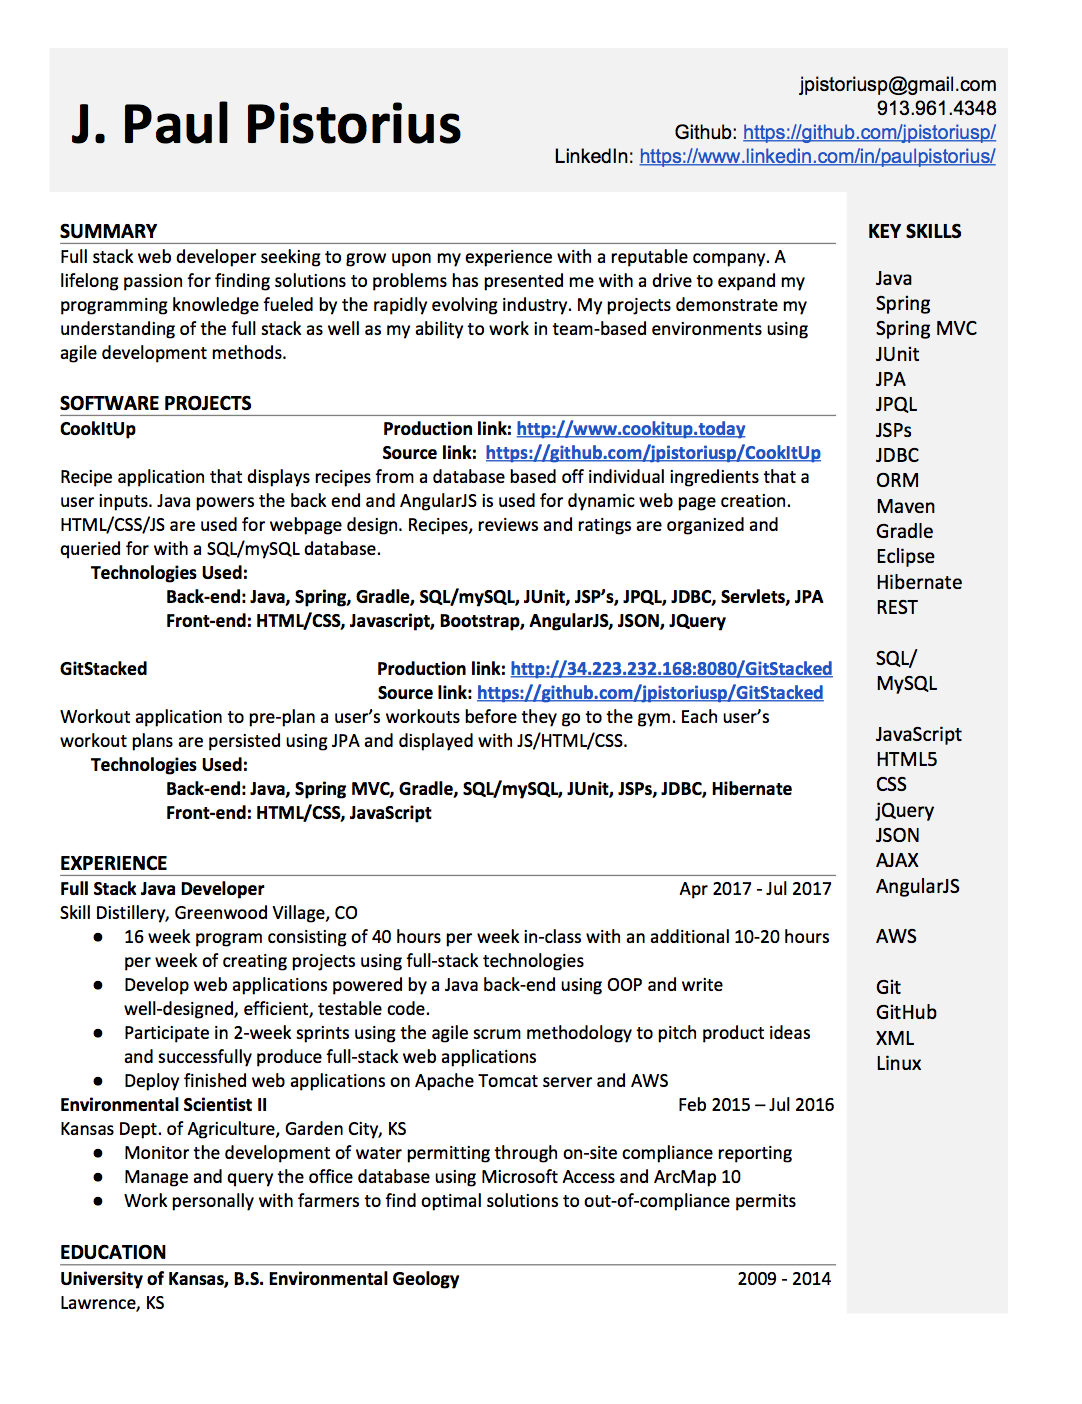 J. Paul Pistorius
jpistoriusp@gmail.com
913.961.4348
Github: https://github.com/jpistoriusp/
LinkedIn: https://www.linkedin.com/in/paulpistorius/
SUMMARY
Full stack web developer seeking to grow upon my experience with a reputable company. A
lifelong passion for finding solutions to problems has presented me with a drive to expand my
programming knowledge fueled by the rapidly evolving industry. My projects demonstrate my
understanding of the full stack as well as my ability to work in team-based environments using
agile development methods.
SOFTWARE PROJECTS
CookItUp Production link: http://www.cookitup.today
Source link: https://github.com/jpistoriusp/CookItUp
Recipe application that displays recipes from a database based off individual ingredients that a
user inputs. Java powers the back end and AngularJS is used for dynamic web page creation.
HTML/CSS/JS are used for webpage design. Recipes, reviews and ratings are organized and
queried for with a SQL/mySQL database.
Technologies Used:
Back-end: Java, Spring, Gradle, SQL/mySQL, JUnit, JSP’s, JPQL, JDBC, Servlets, JPA
Front-end: HTML/CSS, Javascript, Bootstrap, AngularJS, JSON, JQuery
GitStacked Production link: http://34.223.232.168:8080/GitStacked
Source link: https://github.com/jpistoriusp/GitStacked
Workout application to pre-plan a user’s workouts before they go to the gym. Each user’s
workout plans are persisted using JPA and displayed with JS/HTML/CSS.
Technologies Used:
Back-end: Java, Spring MVC, Gradle, SQL/mySQL, JUnit, JSPs, JDBC, Hibernate
Front-end: HTML/CSS, JavaScript
EXPERIENCE
Full Stack Java Developer Apr 2017 - Jul 2017
Skill Distillery, Greenwood Village, CO
● 16 week program consisting of 40 hours per week in-class with an additional 10-20 hours
per week of creating projects using full-stack technologies
● Develop web applications powered by a Java back-end using OOP and write
well-designed, efficient, testable code.
● Participate in 2-week sprints using the agile scrum methodology to pitch product ideas
and successfully produce full-stack web applications
● Deploy finished web applications on Apache Tomcat server and AWS
Environmental Scientist II Feb 2015 – Jul 2016
Kansas Dept. of Agriculture, Garden City, KS
● Monitor the development of water permitting through on-site compliance reporting
● Manage and query the office database using Microsoft Access and ArcMap 10
● Work personally with farmers to find optimal solutions to out-of-compliance permits
EDUCATION
University of Kansas, B.S. Environmental Geology 2009 - 2014
Lawrence, KS
KEY SKILLS
Java
Spring
Spring MVC
JUnit
JPA
JPQL
JSPs
JDBC
ORM
Maven
Gradle
Eclipse
Hibernate
REST
SQL/
MySQL
JavaScript
HTML5
CSS
jQuery
JSON
AJAX
AngularJS
AWS
Git
GitHub
XML
Linux